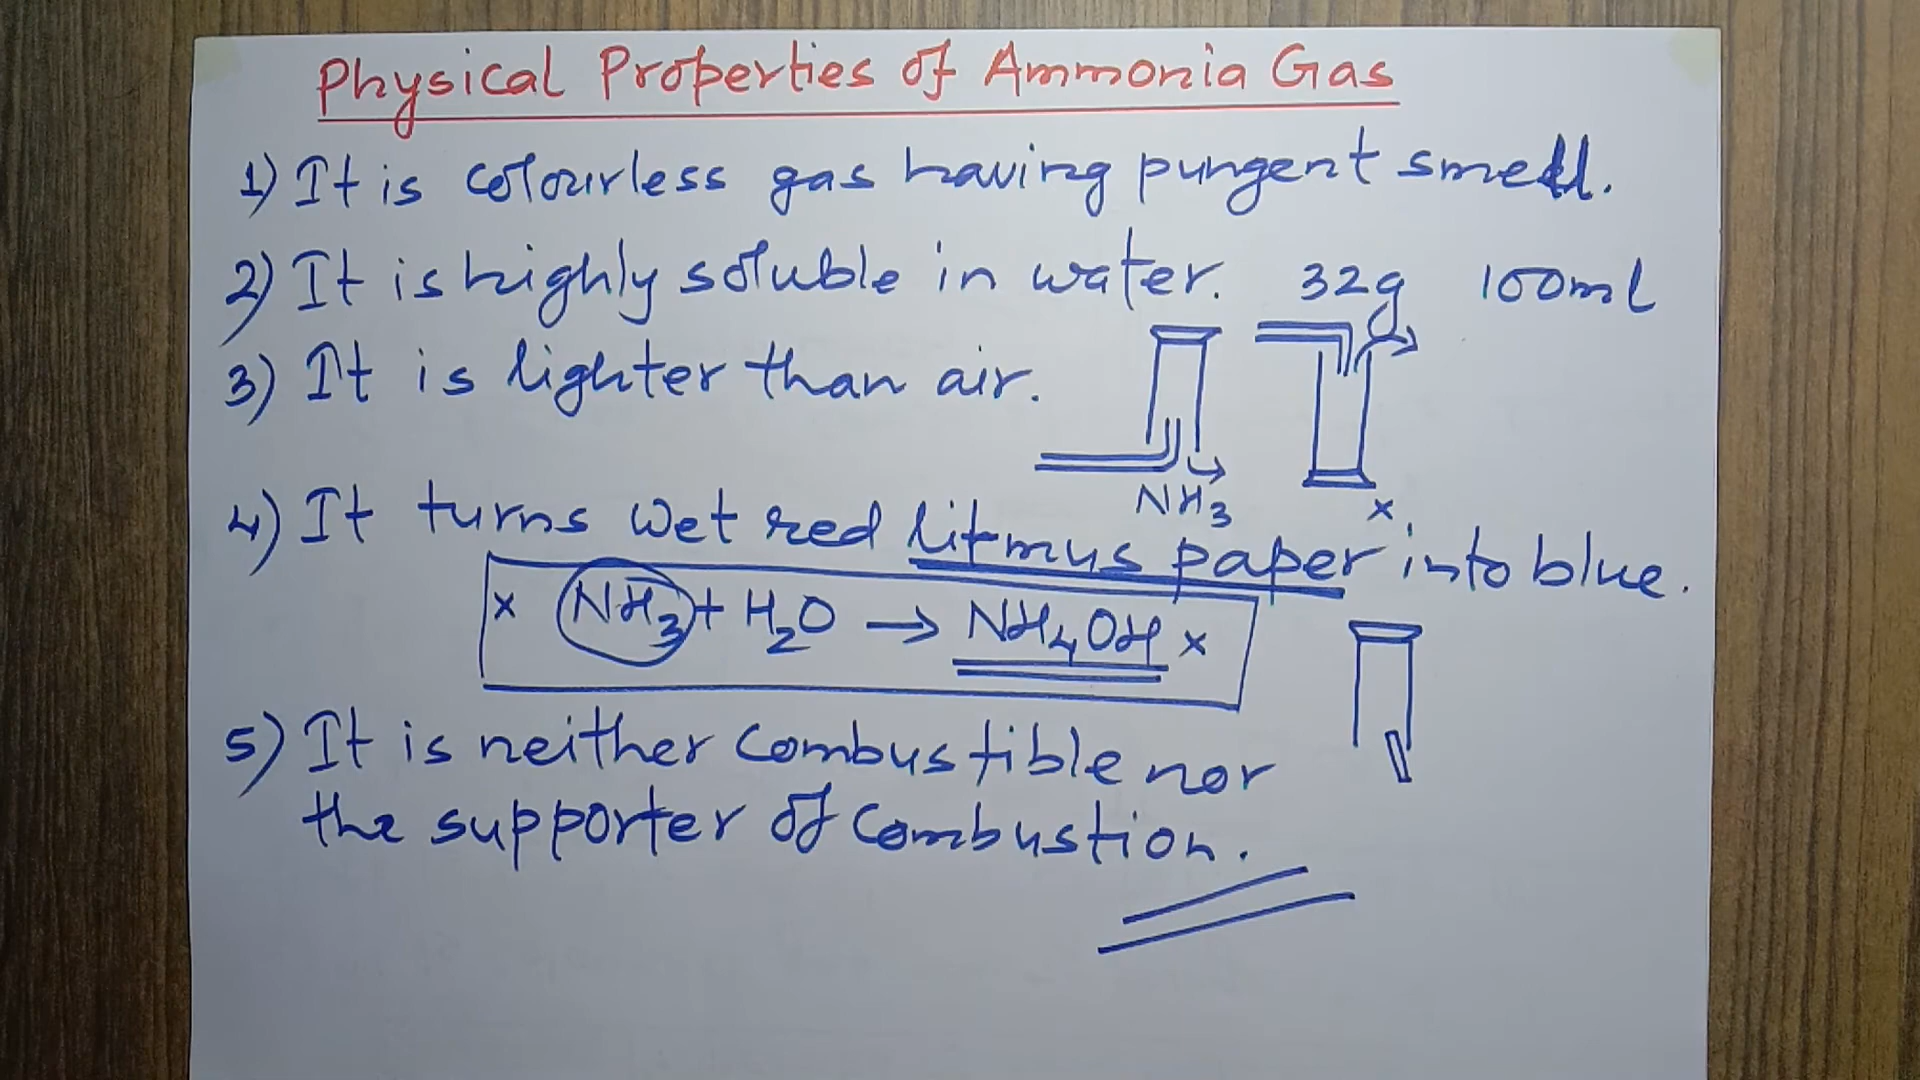 Physical Properties of Ammonia Gas
1) It is colourless gas having pungent smell.
2) It is highly soluble in water. 32g 100ml
3) It is lighter than air.
NH3 x
4) It turns wet red litmus paper into blue.
x NH3 + H2O → NH4OH x
5) It is neither combustible nor
the supporter of combustion.